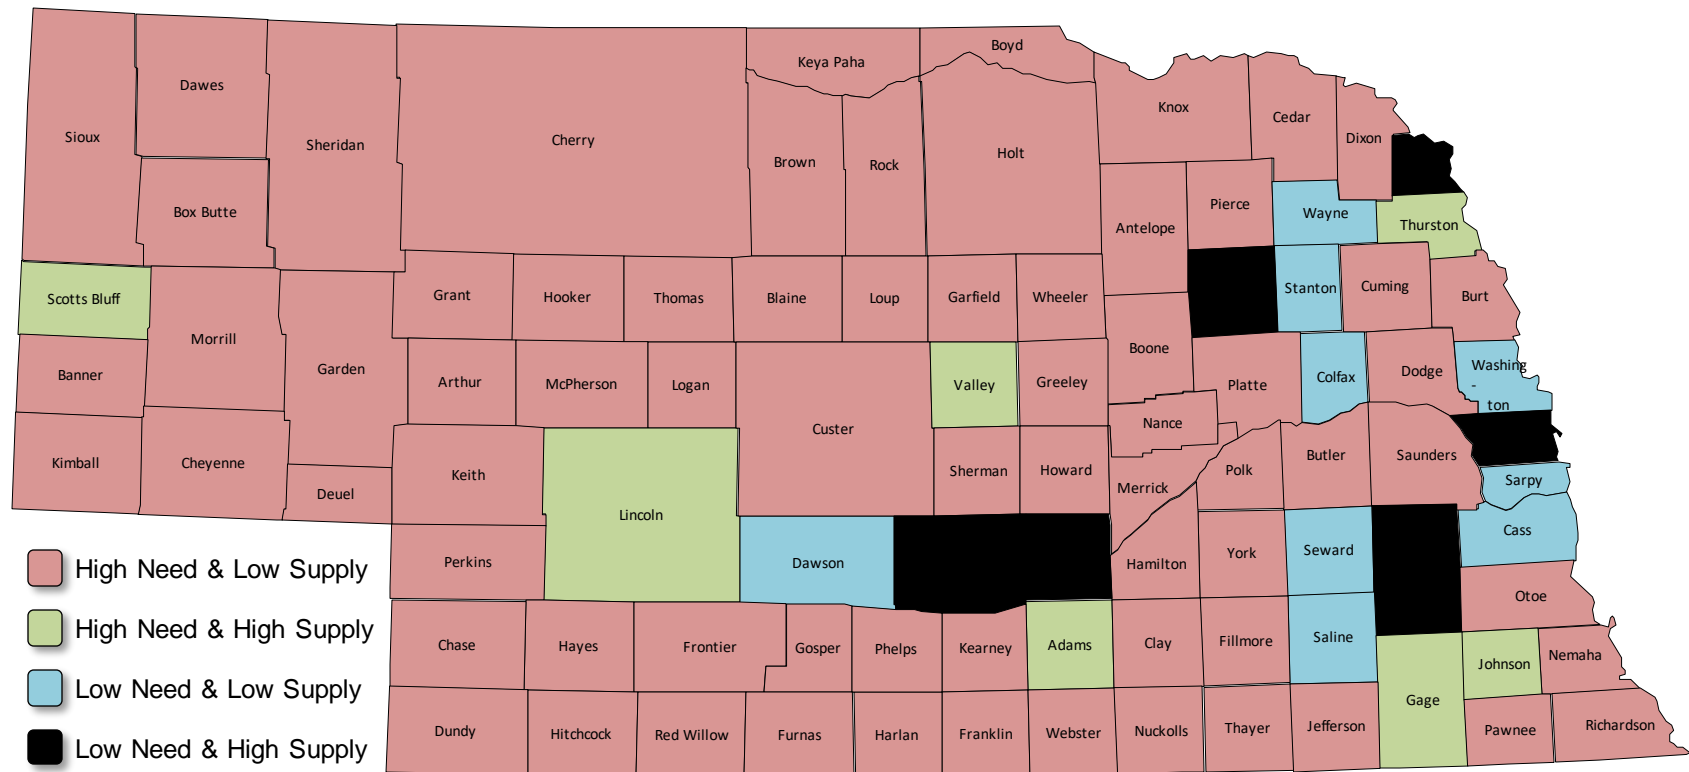 Boyd
Keya Paha
Dawes
Knox
Cedar
Sioux
Sheridan
Cherry
Dixon
Brown
Rock
Holt
Box Butte
Pierce
Wayne
Antelope
Thurston
Scotts Bluff
Grant
Hooker
Thomas
Blaine
Loup
Garfield
Wheeler
Stanton
Cuming
Burt
Morrill
Boone
Banner
Garden
Arthur
McPherson
Logan
Valley
Greeley
Platte
Colfax
Dodge
Washing
-
ton
Custer
Nance
Kimball
Cheyenne
Keith
Sherman
Howard
Polk
Butler
Saunders
Sarpy
Deuel
Merrick
Lincoln
Cass
Perkins
Dawson
Hamilton
York
Seward
High Need & Low Supply
Otoe
High Need & High Supply
Chase
Hayes
Frontier
Gosper
Phelps
Kearney
Adams
Clay
Fillmore
Saline
Johnson
Nemaha
Low Need & Low Supply
Gage
Dundy
Hitchcock
Red Willow
Furnas
Harlan
Franklin
Webster
Nuckolls
Thayer
Jefferson
Pawnee
Richardson
Low Need & High Supply